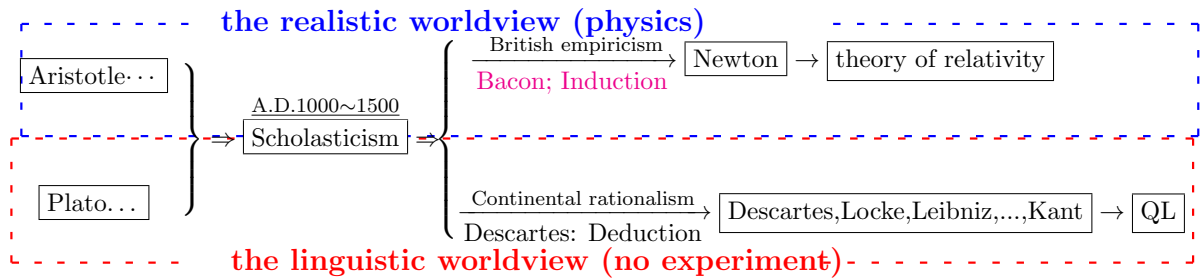 the realistic worldview (physics)
British empiricism
Aristotle··· Newton → theory of relativity
Bacon; Induction
A.D.1000~1500
⇒ Scholasticism ⇒
Continental rationalism
Plato... Descartes,Locke,Leibniz,...,Kant → QL
Descartes: Deduction
the linguistic worldview (no experiment)